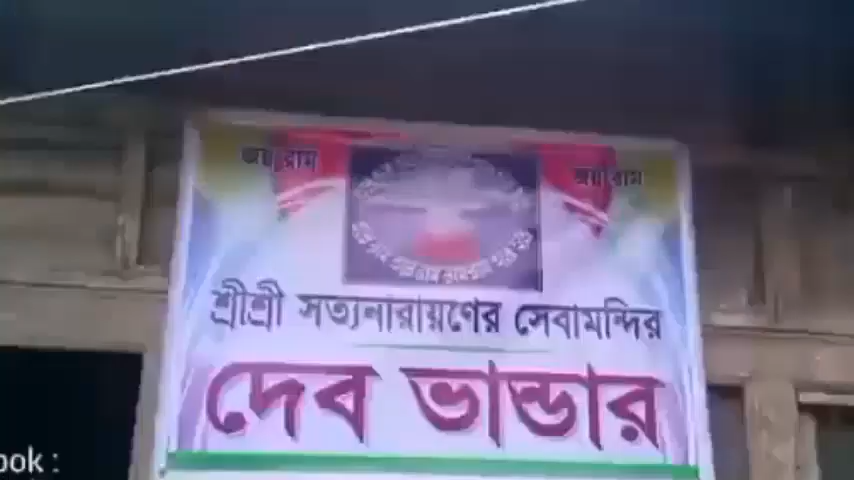 জয় রাম জয় রাম
শ্রীশ্রী সত্যনারায়ণের সেবামন্দির
দেব ভান্ডার
ook :